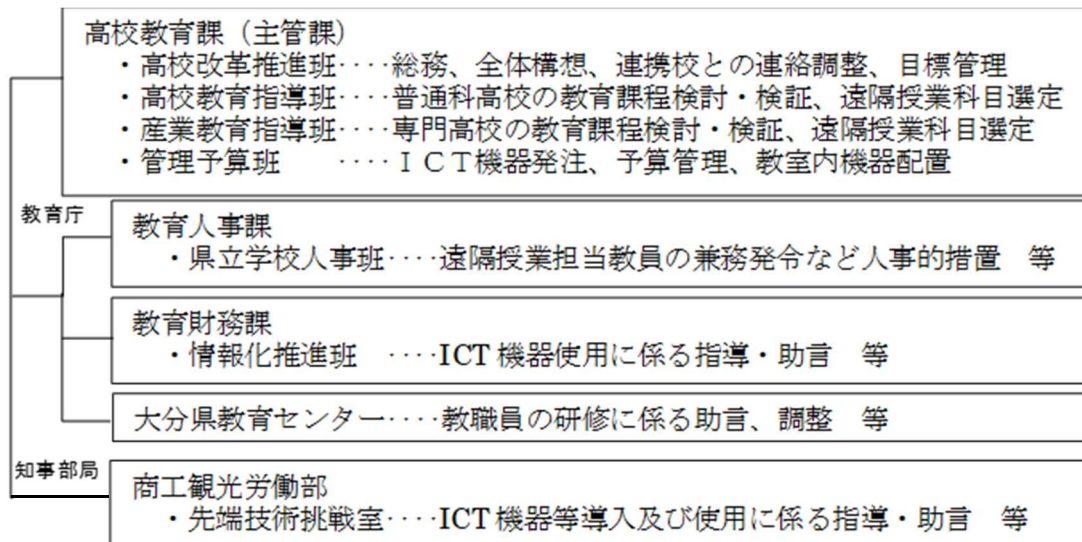 高校教育課（主管課）
・高校改革推進班‥‥総務、全体構想、連携校との連絡調整、目標管理
・高校教育指導班‥‥普通科高校の教育課程検討・検証、遠隔授業科目選定
・産業教育指導班‥‥専門高校の教育課程検討・検証、遠隔授業科目選定
・管理予算班　　‥‥ＩＣＴ機器発注、予算管理、教室内機器配置
教育庁
教育人事課
・県立学校人事班‥‥遠隔授業担当教員の兼務発令など人事的措置　等
教育財務課
・情報化推進班　‥‥ICT 機器使用に係る指導・助言　等
大分県教育センター‥‥教職員の研修に係る助言、調整　等
知事部局
商工観光労働部
・先端技術挑戦室‥‥ICT 機器等導入及び使用に係る指導・助言　等